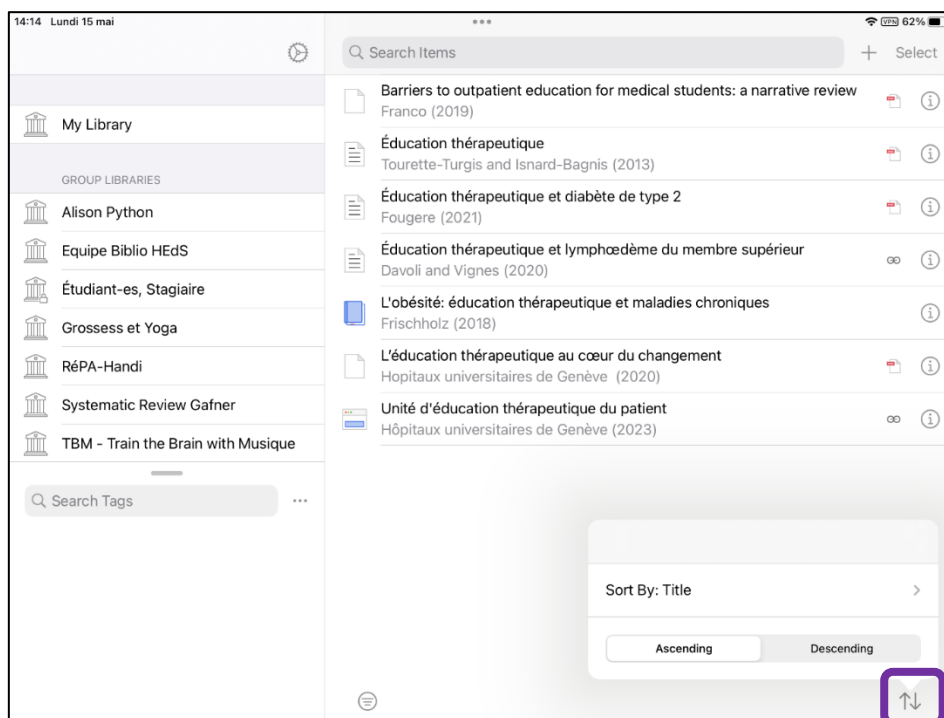 14:14 Lundi 15 mai
VPN 62%
Search Items
Select
My Library
GROUP LIBRARIES
Alison Python
Equipe Biblio HEdS
Étudiant-es, Stagiaire
Grossess et Yoga
RéPA-Handi
Systematic Review Gafner
TBM - Train the Brain with Musique
Search Tags
Barriers to outpatient education for medical students: a narrative review
Franco (2019)
Éducation thérapeutique
Tourette-Turgis and Isnard-Bagnis (2013)
Éducation thérapeutique et diabète de type 2
Fougere (2021)
Éducation thérapeutique et lymphœdème du membre supérieur
Davoli and Vignes (2020)
L'obésité: éducation thérapeutique et maladies chroniques
Frischholz (2018)
L’éducation thérapeutique au cœur du changement
Hopitaux universitaires de Genève (2020)
Unité d'éducation thérapeutique du patient
Hôpitaux universitaires de Genève (2023)
Sort By: Title
Ascending Descending